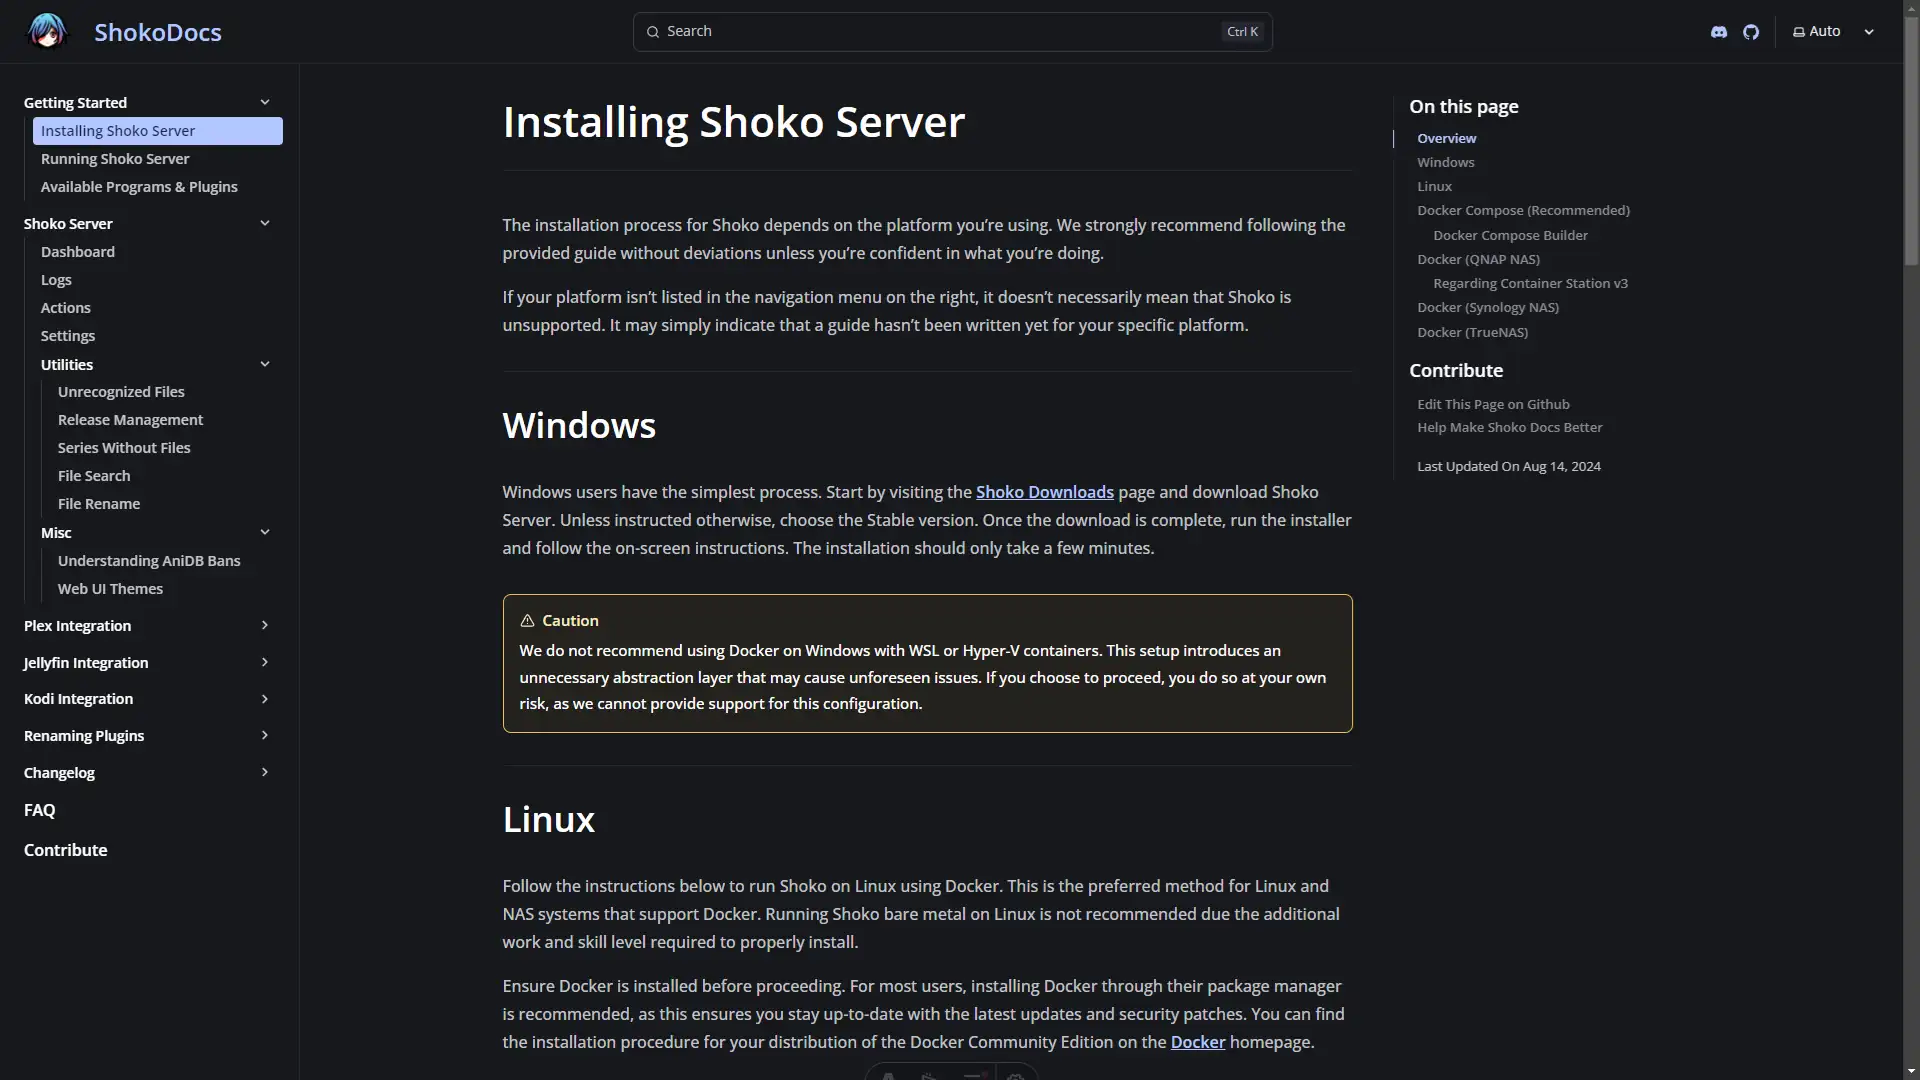 ShokoDocs
Search
Ctrl K
Auto
Getting Started
Installing Shoko Server
Running Shoko Server
Available Programs & Plugins
Shoko Server
Dashboard
Logs
Actions
Settings
Utilities
Unrecognized Files
Release Management
Series Without Files
File Search
File Rename
Misc
Understanding AniDB Bans
Web UI Themes
Plex Integration
Jellyfin Integration
Kodi Integration
Renaming Plugins
Changelog
FAQ
Contribute
Installing Shoko Server
The installation process for Shoko depends on the platform you’re using. We strongly recommend following the
provided guide without deviations unless you’re confident in what you’re doing.
If your platform isn’t listed in the navigation menu on the right, it doesn’t necessarily mean that Shoko is
unsupported. It may simply indicate that a guide hasn’t been written yet for your specific platform.
Windows
Windows users have the simplest process. Start by visiting the Shoko Downloads page and download Shoko
Server. Unless instructed otherwise, choose the Stable version. Once the download is complete, run the installer
and follow the on-screen instructions. The installation should only take a few minutes.
Caution
We do not recommend using Docker on Windows with WSL or Hyper-V containers. This setup introduces an
unnecessary abstraction layer that may cause unforeseen issues. If you choose to proceed, you do so at your own
risk, as we cannot provide support for this configuration.
Linux
Follow the instructions below to run Shoko on Linux using Docker. This is the preferred method for Linux and
NAS systems that support Docker. Running Shoko bare metal on Linux is not recommended due the additional
work and skill level required to properly install.
Ensure Docker is installed before proceeding. For most users, installing Docker through their package manager
is recommended, as this ensures you stay up-to-date with the latest updates and security patches. You can find
the installation procedure for your distribution of the Docker Community Edition on the Docker homepage.
On this page
Overview
Windows
Linux
Docker Compose (Recommended)
Docker Compose Builder
Docker (QNAP NAS)
Regarding Container Station v3
Docker (Synology NAS)
Docker (TrueNAS)
Contribute
Edit This Page on Github
Help Make Shoko Docs Better
Last Updated On Aug 14, 2024